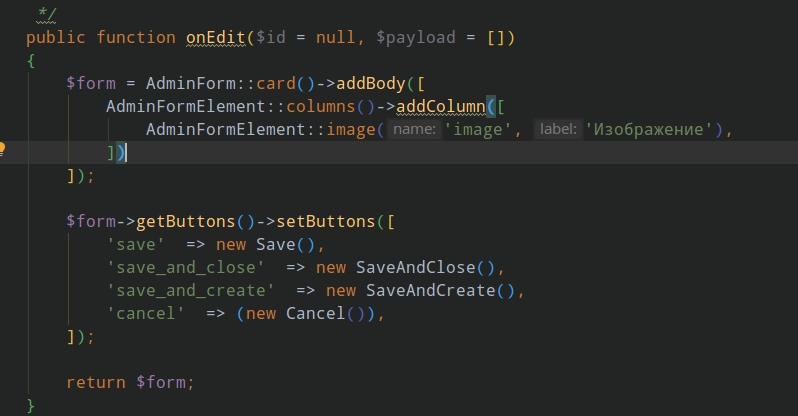 */
public function onEdit($id = null, $payload = [])
{
    $form = AdminForm::card()->addBody([
        AdminFormElement::columns()->addColumn([
            AdminFormElement::image( name: 'image', label: 'Изображение'),
        ])
    ]);

    $form->getButtons()->setButtons([
        'save'  => new Save(),
        'save_and_close'  => new SaveAndClose(),
        'save_and_create'  => new SaveAndCreate(),
        'cancel'  => (new Cancel()),
    ]);

    return $form;
}